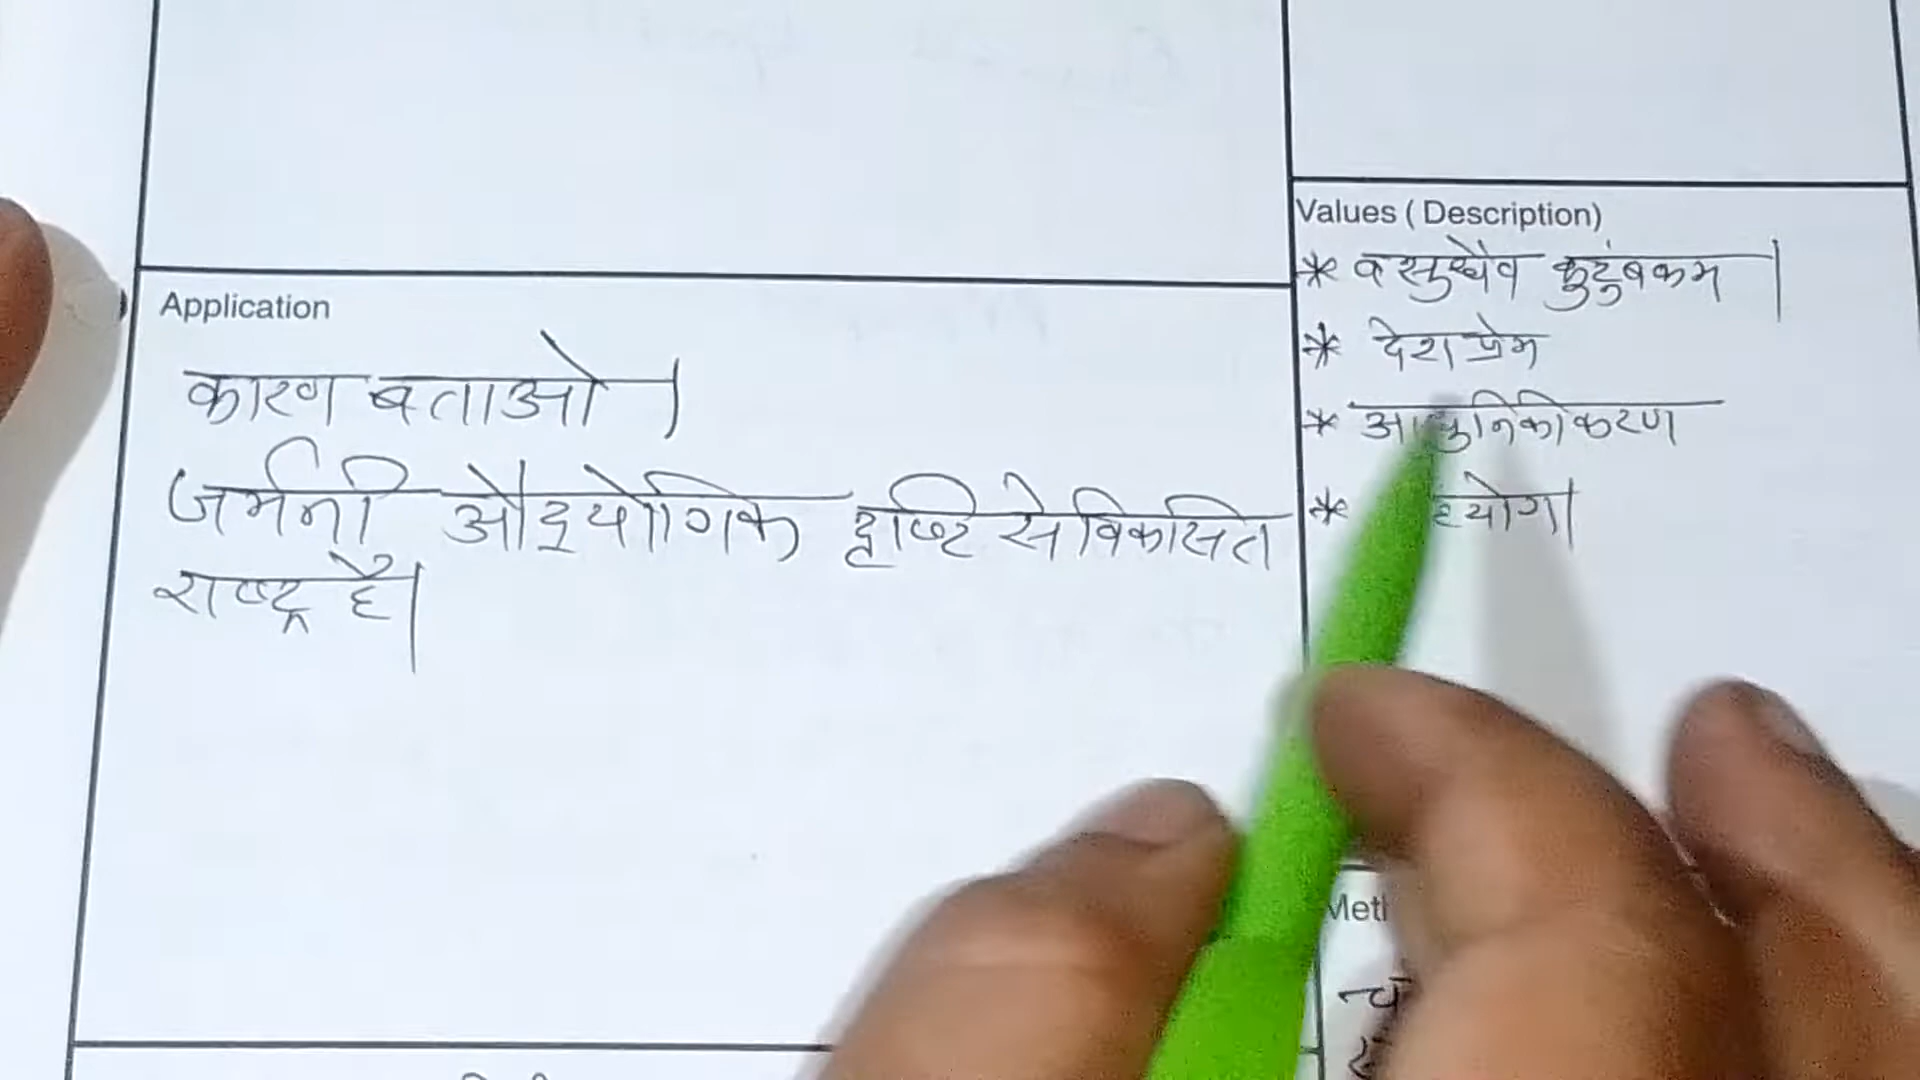 Application
कारण बताओ।
जर्मनी औद्योगिक दृष्टि से विकसित
राष्ट्र है।
Values ( Description)
* वसुधैव कुटुंबकम।
* देश प्रेम
* आधुनिकीकरण
*